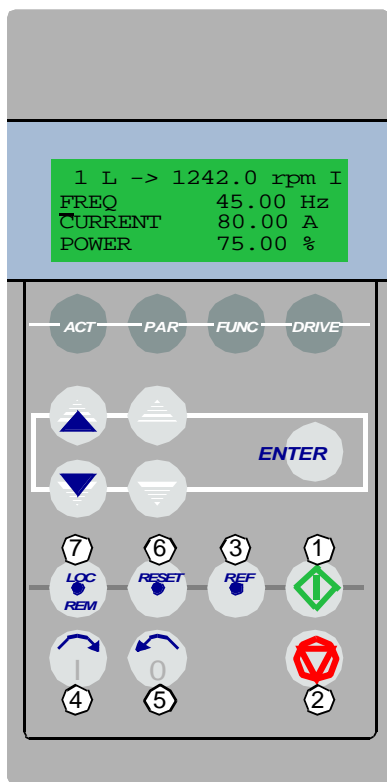 1 L -> 1242.0 rpm I
FREQ 45.00 Hz
CURRENT 80.00 A
POWER 75.00 %
ACT PAR FUNC DRIVE
ENTER
7 6 3 1
LOC RESET REF
REM
I 0
4 5 2